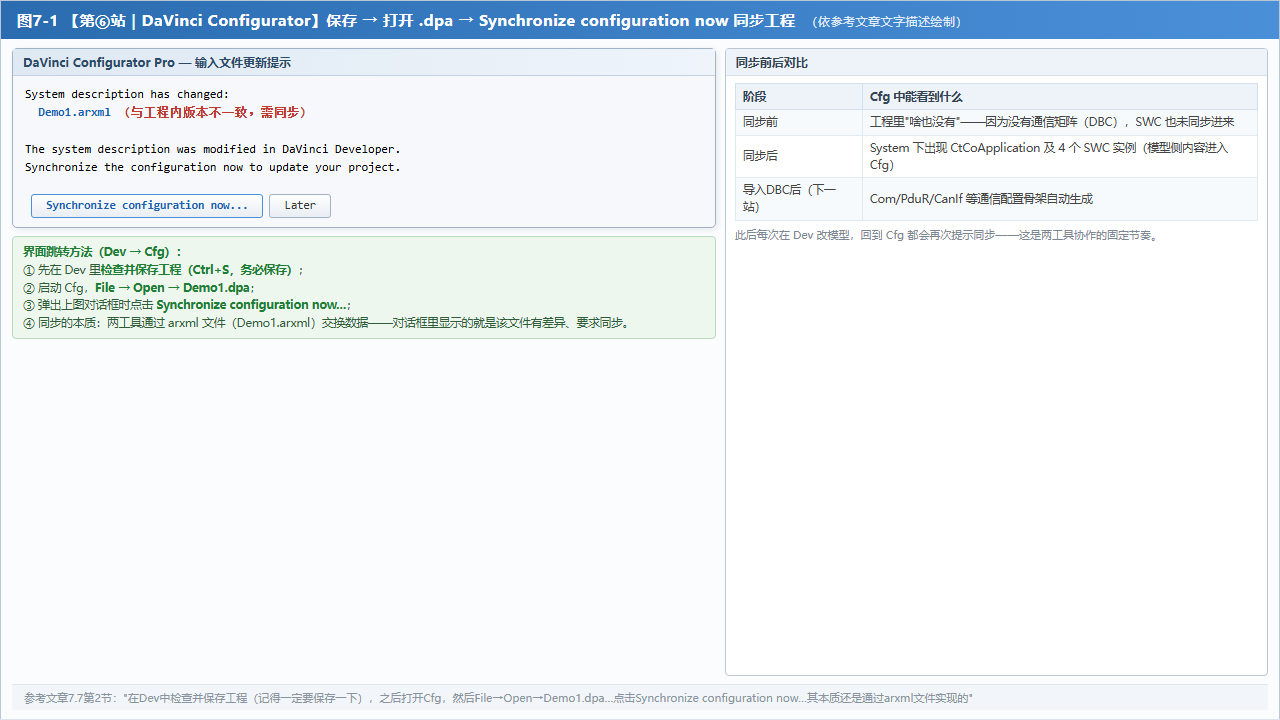 图7-1 【第⑥站 | DaVinci Configurator】保存 → 打开 .dpa → Synchronize configuration now 同步工程 （依参考文章文字描述绘制）
DaVinci Configurator Pro — 输入文件更新提示
System description has changed:
Demo1.arxml （与工程内版本不一致，需同步）
The system description was modified in DaVinci Developer.
Synchronize the configuration now to update your project.
Synchronize configuration now... Later
界面跳转方法（Dev → Cfg）：
① 先在 Dev 里检查并保存工程（Ctrl+S，务必保存）；
② 启动 Cfg，File → Open → Demo1.dpa；
③ 弹出上图对话框时点击 Synchronize configuration now...；
④ 同步的本质：两工具通过 arxml 文件（Demo1.arxml）交换数据——对话框里显示的就是该文件有差异、要求同步。
同步前后对比
阶段 Cfg 中能看到什么
同步前 工程里"啥也没有"——因为没有通信矩阵（DBC），SWC 也未同步进来
同步后 System 下出现 CtCoApplication 及 4 个 SWC 实例（模型侧内容进入
Cfg）
导入DBC后（下一
站） Com/PduR/CanIf 等通信配置骨架自动生成
此后每次在 Dev 改模型，回到 Cfg 都会再次提示同步——这是两工具协作的固定节奏。
参考文章7.7第2节："在Dev中检查并保存工程（记得一定要保存一下），之后打开Cfg，然后File→Open→Demo1.dpa...点击Synchronize configuration now...其本质还是通过arxml文件实现的"